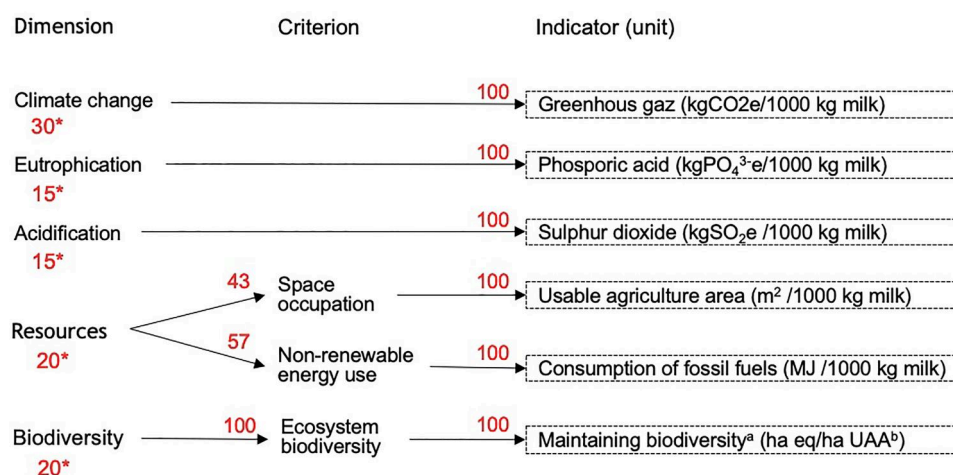 Dimension Criterion Indicator (unit)
Climate change 100 Greenhous gaz (kgCO2e/1000 kg milk)
30*
Eutrophication 100 Phosporic acid (kgPO₄³⁻e/1000 kg milk)
15*
Acidification 100 Sulphur dioxide (kgSO₂e /1000 kg milk)
15*
43 Space occupation 100 Usable agriculture area (m² /1000 kg milk)
Resources
20*
57 Non-renewable energy use 100 Consumption of fossil fuels (MJ /1000 kg milk)
Biodiversity 100 Ecosystem biodiversity 100 Maintaining biodiversityᵃ (ha eq/ha UAAᵇ)
20*